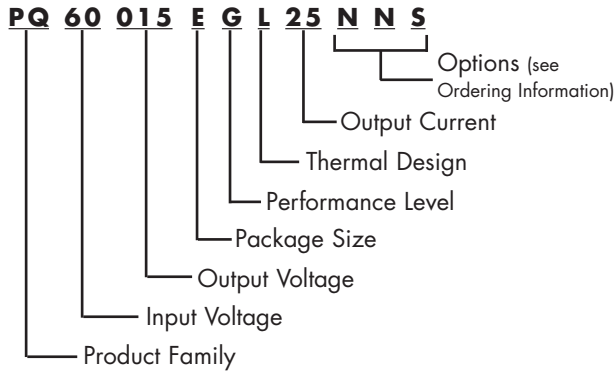 PQ 60 015 E G L 25 N N S
Options (see
Ordering Information)
Output Current
Thermal Design
Performance Level
Package Size
Output Voltage
Input Voltage
Product Family